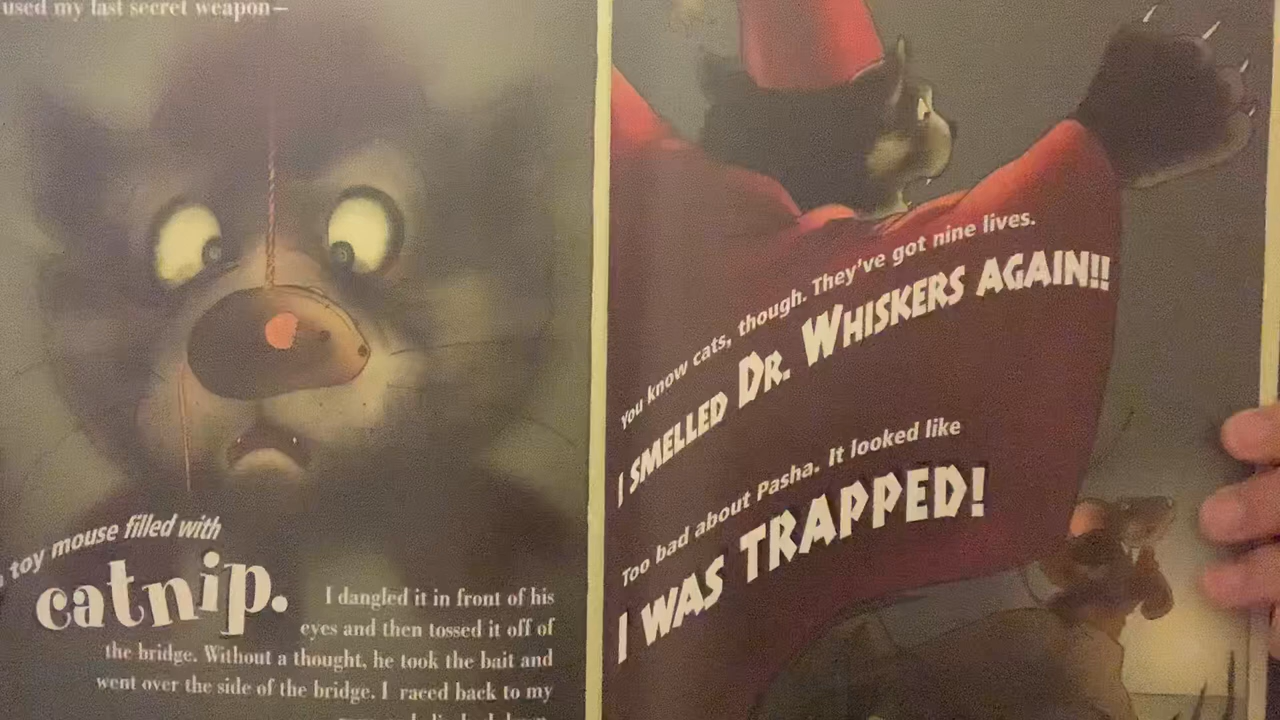 used my last secret weapon—
toy mouse filled with
catnip.
I dangled it in front of his
eyes and then tossed it off of
the bridge. Without a thought, he took the bait and
went over the side of the bridge. I raced back to my
You know cats, though. They've got nine lives.
I SMELLED DR. WHISKERS AGAIN!!
Too bad about Pasha. It looked like
I WAS TRAPPED!